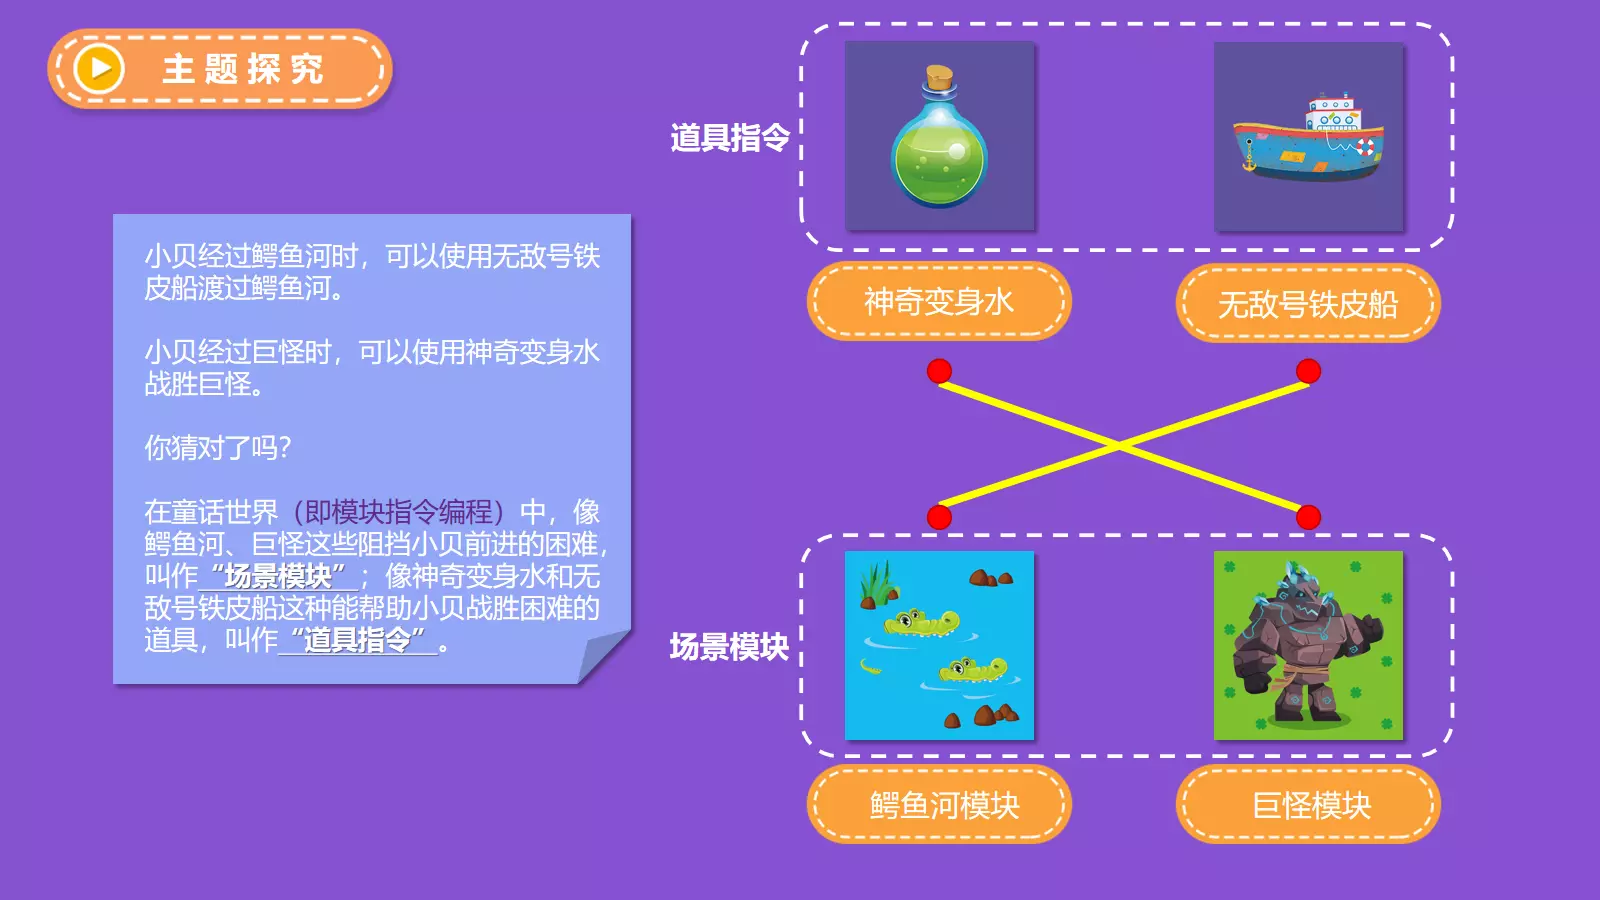 主题探究
道具指令
神奇变身水
无敌号铁皮船
小贝经过鳄鱼河时，可以使用无敌号铁
皮船渡过鳄鱼河。
小贝经过巨怪时，可以使用神奇变身水
战胜巨怪。
你猜对了吗？
在童话世界（即模块指令编程）中，像
鳄鱼河、巨怪这些阻挡小贝前进的困难，
叫作“场景模块”；像神奇变身水和无
敌号铁皮船这种能帮助小贝战胜困难的
道具，叫作“道具指令”。
场景模块
鳄鱼河模块
巨怪模块